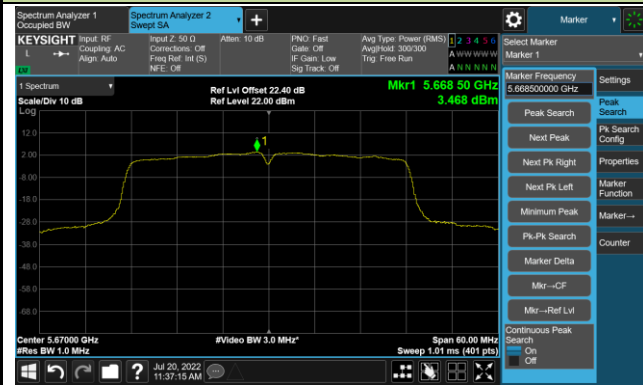 Spectrum Analyzer 1
Occupied BW
Spectrum Analyzer 2
Swept SA
Marker
KEYSIGHT
L
Input: RF
Coupling: AC
Align: Auto
Input Z: 50 Ω
Corrections: Off
Freq Ref: Int (S)
NFE: Off
Atten: 10 dB
PNO: Fast
Gate: Off
IF Gain: Low
Sig Track: Off
Avg Type: Power (RMS)
Avg|Hold: 300/300
Trig: Free Run
1 2 3 4 5 6
A W W W W W
A N N N N N
Select Marker
Marker 1
1 Spectrum
Scale/Div 10 dB
Log
Ref Lvl Offset 22.40 dB
Ref Level 22.00 dBm
Mkr1 5.668 50 GHz
3.468 dBm
1
12.0
2.00
-8.00
-18.0
-28.0
-38.0
-48.0
-58.0
-68.0
Center 5.67000 GHz
#Res BW 1.0 MHz
#Video BW 3.0 MHz*
Span 60.00 MHz
Sweep 1.01 ms (401 pts)
Marker Frequency
5.668500000 GHz
Peak Search
Next Peak
Next Pk Right
Next Pk Left
Minimum Peak
Pk-Pk Search
Marker Delta
Mkr→CF
Mkr→Ref Lvl
Continuous Peak
Search
On
Off
Settings
Peak
Search
Pk Search
Config
Properties
Marker
Function
Marker→
Counter
Jul 20, 2022
11:37:15 AM